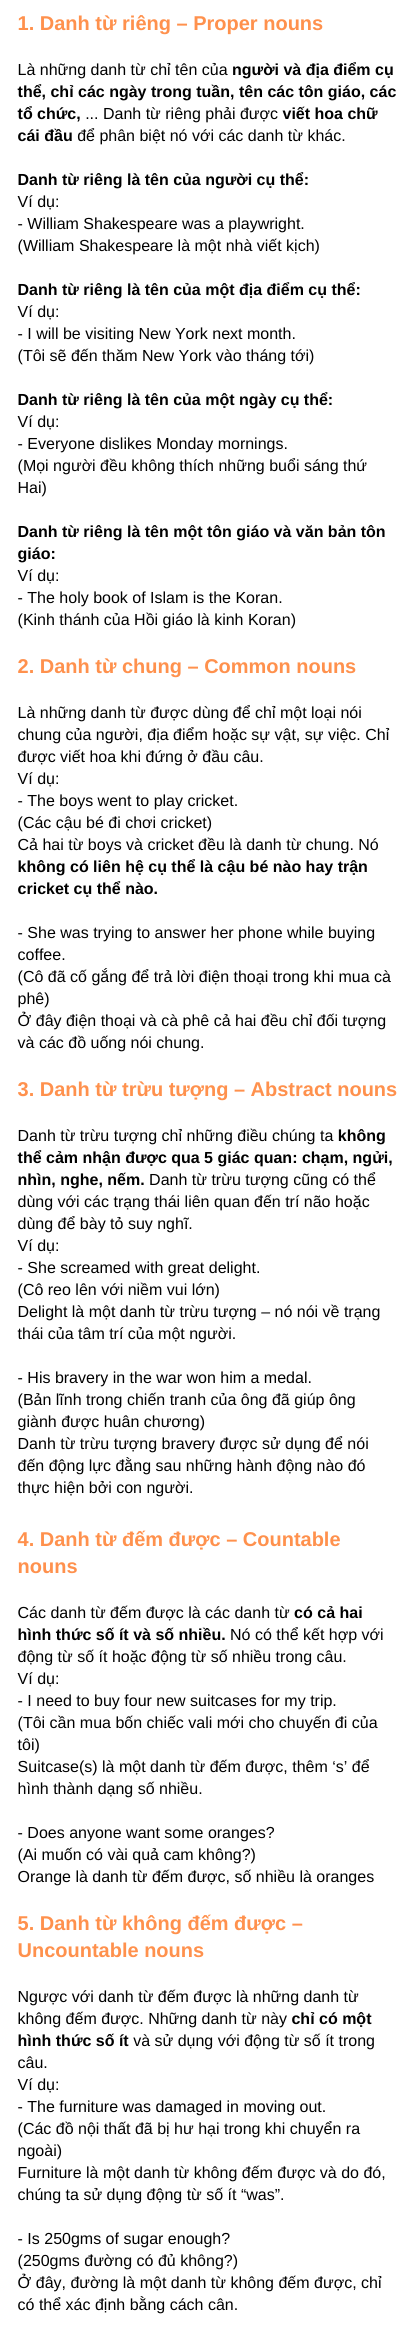 1. Danh từ riêng – Proper nouns
Là những danh từ chỉ tên của người và địa điểm cụ
thể, chỉ các ngày trong tuần, tên các tôn giáo, các
tổ chức, ... Danh từ riêng phải được viết hoa chữ
cái đầu để phân biệt nó với các danh từ khác.
Danh từ riêng là tên của người cụ thể:
Ví dụ:
- William Shakespeare was a playwright.
(William Shakespeare là một nhà viết kịch)
Danh từ riêng là tên của một địa điểm cụ thể:
Ví dụ:
- I will be visiting New York next month.
(Tôi sẽ đến thăm New York vào tháng tới)
Danh từ riêng là tên của một ngày cụ thể:
Ví dụ:
- Everyone dislikes Monday mornings.
(Mọi người đều không thích những buổi sáng thứ
Hai)
Danh từ riêng là tên một tôn giáo và văn bản tôn
giáo:
Ví dụ:
- The holy book of Islam is the Koran.
(Kinh thánh của Hồi giáo là kinh Koran)
2. Danh từ chung – Common nouns
Là những danh từ được dùng để chỉ một loại nói
chung của người, địa điểm hoặc sự vật, sự việc. Chỉ
được viết hoa khi đứng ở đầu câu.
Ví dụ:
- The boys went to play cricket.
(Các cậu bé đi chơi cricket)
Cả hai từ boys và cricket đều là danh từ chung. Nó
không có liên hệ cụ thể là cậu bé nào hay trận
cricket cụ thể nào.
- She was trying to answer her phone while buying
coffee.
(Cô đã cố gắng để trả lời điện thoại trong khi mua cà
phê)
Ở đây điện thoại và cà phê cả hai đều chỉ đối tượng
và các đồ uống nói chung.
3. Danh từ trừu tượng – Abstract nouns
Danh từ trừu tượng chỉ những điều chúng ta không
thể cảm nhận được qua 5 giác quan: chạm, ngửi,
nhìn, nghe, nếm. Danh từ trừu tượng cũng có thể
dùng với các trạng thái liên quan đến trí não hoặc
dùng để bày tỏ suy nghĩ.
Ví dụ:
- She screamed with great delight.
(Cô reo lên với niềm vui lớn)
Delight là một danh từ trừu tượng – nó nói về trạng
thái của tâm trí của một người.
- His bravery in the war won him a medal.
(Bản lĩnh trong chiến tranh của ông đã giúp ông
giành được huân chương)
Danh từ trừu tượng bravery được sử dụng để nói
đến động lực đằng sau những hành động nào đó
thực hiện bởi con người.
4. Danh từ đếm được – Countable
nouns
Các danh từ đếm được là các danh từ có cả hai
hình thức số ít và số nhiều. Nó có thể kết hợp với
động từ số ít hoặc động từ số nhiều trong câu.
Ví dụ:
- I need to buy four new suitcases for my trip.
(Tôi cần mua bốn chiếc vali mới cho chuyến đi của
tôi)
Suitcase(s) là một danh từ đếm được, thêm ‘s’ để
hình thành dạng số nhiều.
- Does anyone want some oranges?
(Ai muốn có vài quả cam không?)
Orange là danh từ đếm được, số nhiều là oranges
5. Danh từ không đếm được –
Uncountable nouns
Ngược với danh từ đếm được là những danh từ
không đếm được. Những danh từ này chỉ có một
hình thức số ít và sử dụng với động từ số ít trong
câu.
Ví dụ:
- The furniture was damaged in moving out.
(Các đồ nội thất đã bị hư hại trong khi chuyển ra
ngoài)
Furniture là một danh từ không đếm được và do đó,
chúng ta sử dụng động từ số ít “was”.
- Is 250gms of sugar enough?
(250gms đường có đủ không?)
Ở đây, đường là một danh từ không đếm được, chỉ
có thể xác định bằng cách cân.